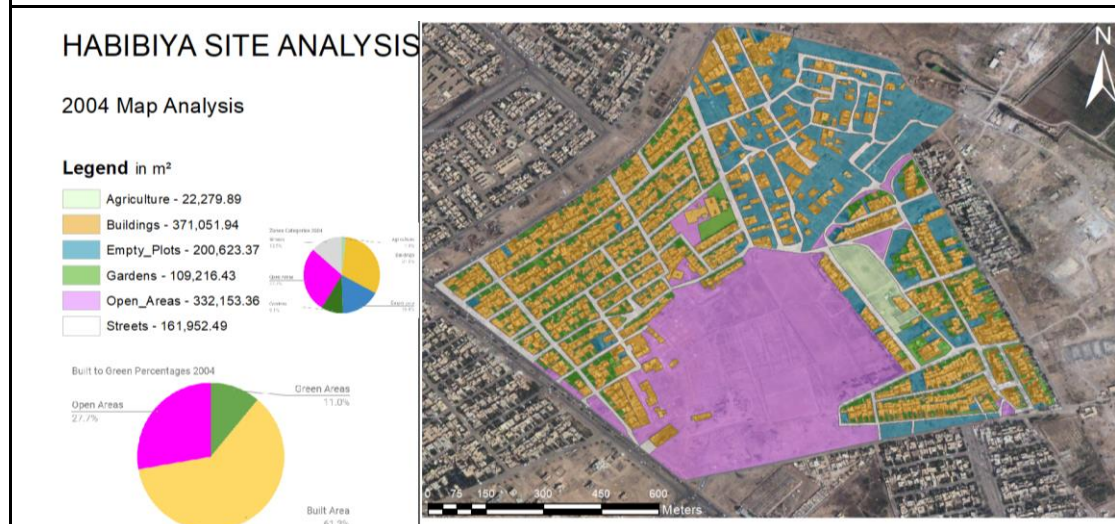 HABIBIYA SITE ANALYSIS
2004 Map Analysis
Legend in m²
Agriculture - 22,279.89
Buildings - 371,051.94
Empty_Plots - 200,623.37
Gardens - 109,216.43
Open_Areas - 332,153.36
Streets - 161,952.49
Built to Green Percentages 2004
Green Areas
11.0%
Open Areas
27.7%
Built Area
61.3%
N
0 75 150 300 450 600
Meters